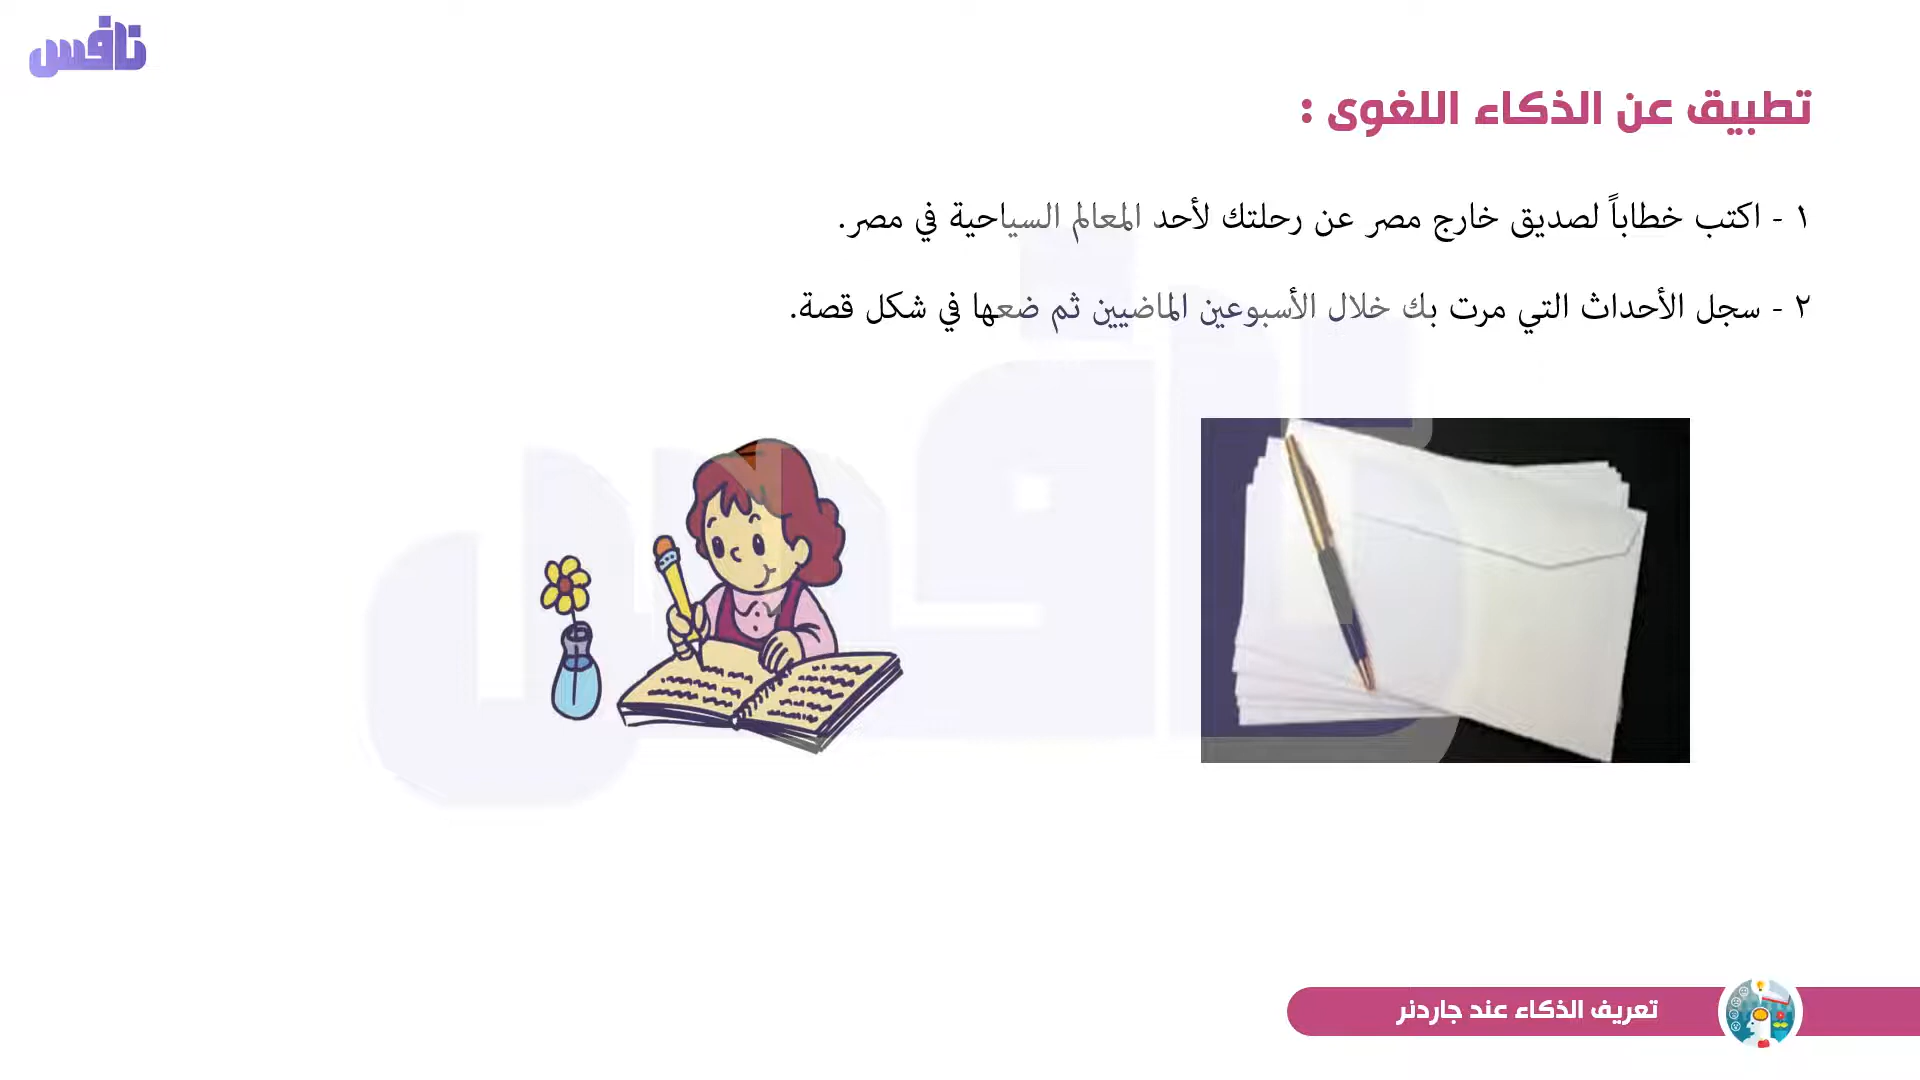 نافس
تطبيق عن الذكاء اللغوى :
١ - اكتب خطاباً لصديق خارج مصر عن رحلتك لأحد المعالم السياحية في مصر.
٢ - سجل الأحداث التي مرت بك خلال الأسبوعين الماضيين ثم ضعها في شكل قصة.
تعريف الذكاء عند جاردنر